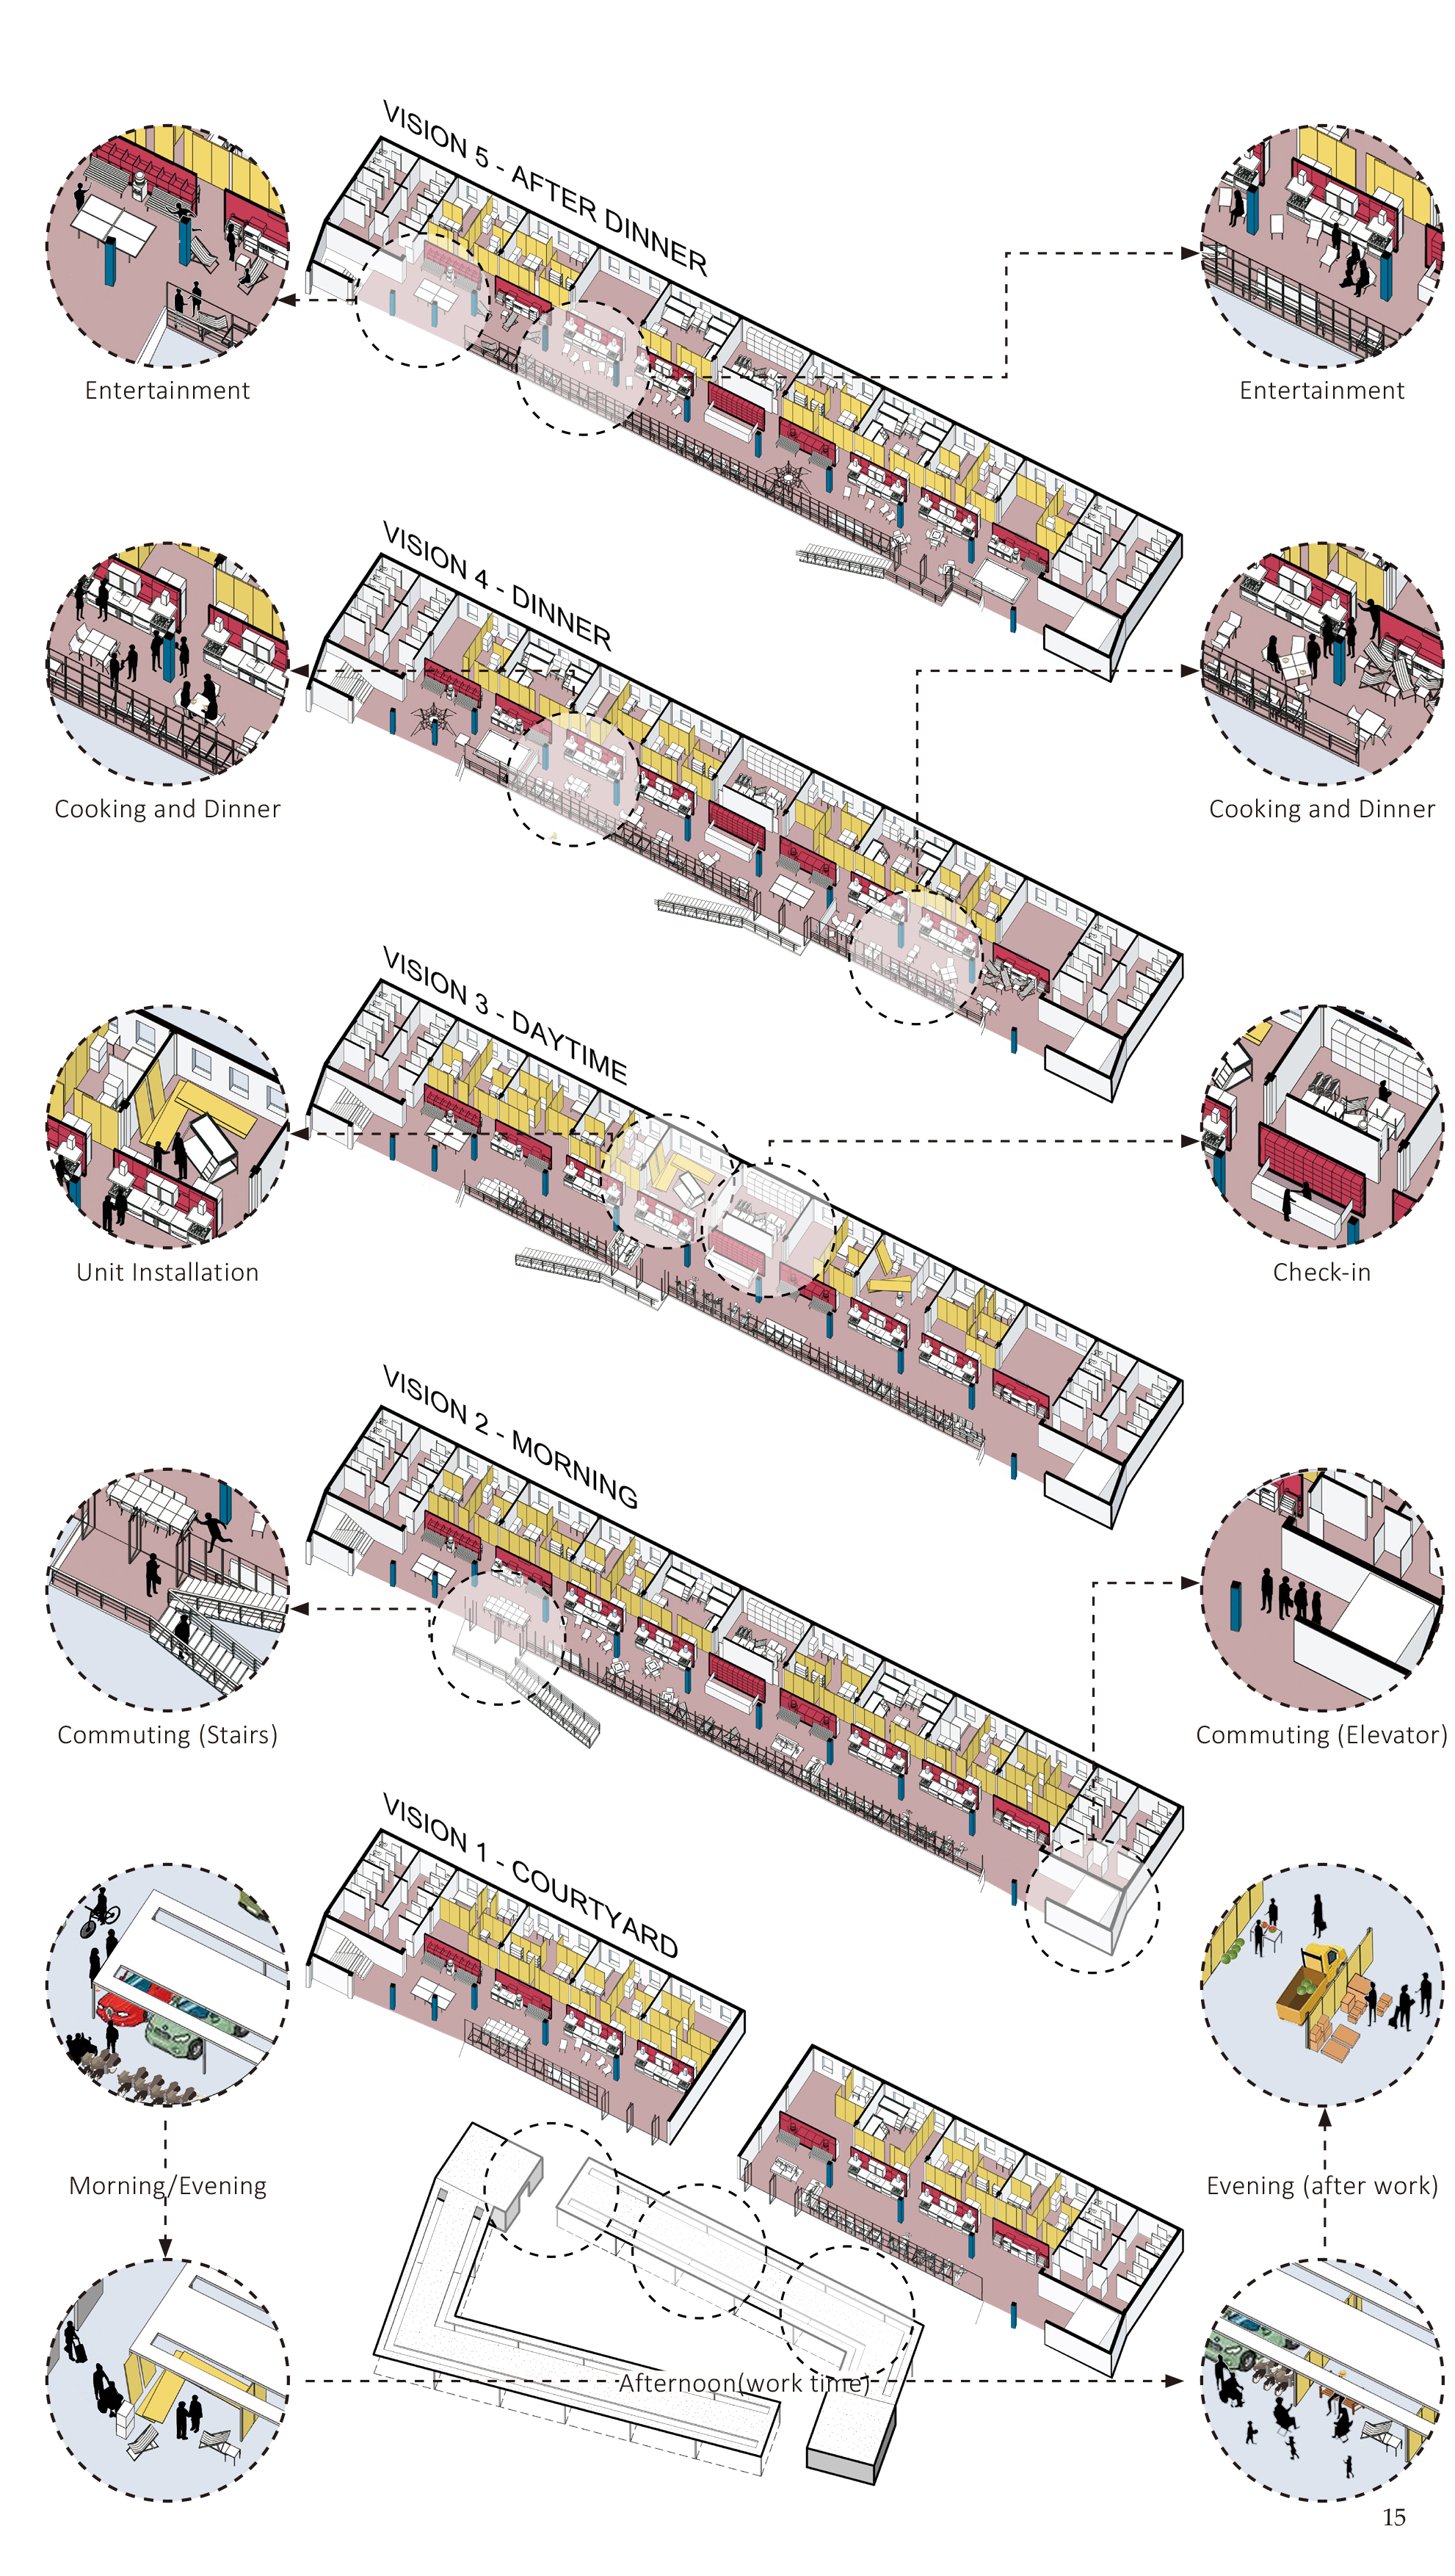 VISION 5 - AFTER DINNER
Entertainment
Entertainment
VISION 4 - DINNER
Cooking and Dinner
Cooking and Dinner
VISION 3 - DAYTIME
Unit Installation
Check-in
VISION 2 - MORNING
Commuting (Stairs)
Commuting (Elevator)
VISION 1 - COURTYARD
Morning/Evening
Evening (after work)
Afternoon(work time)
15